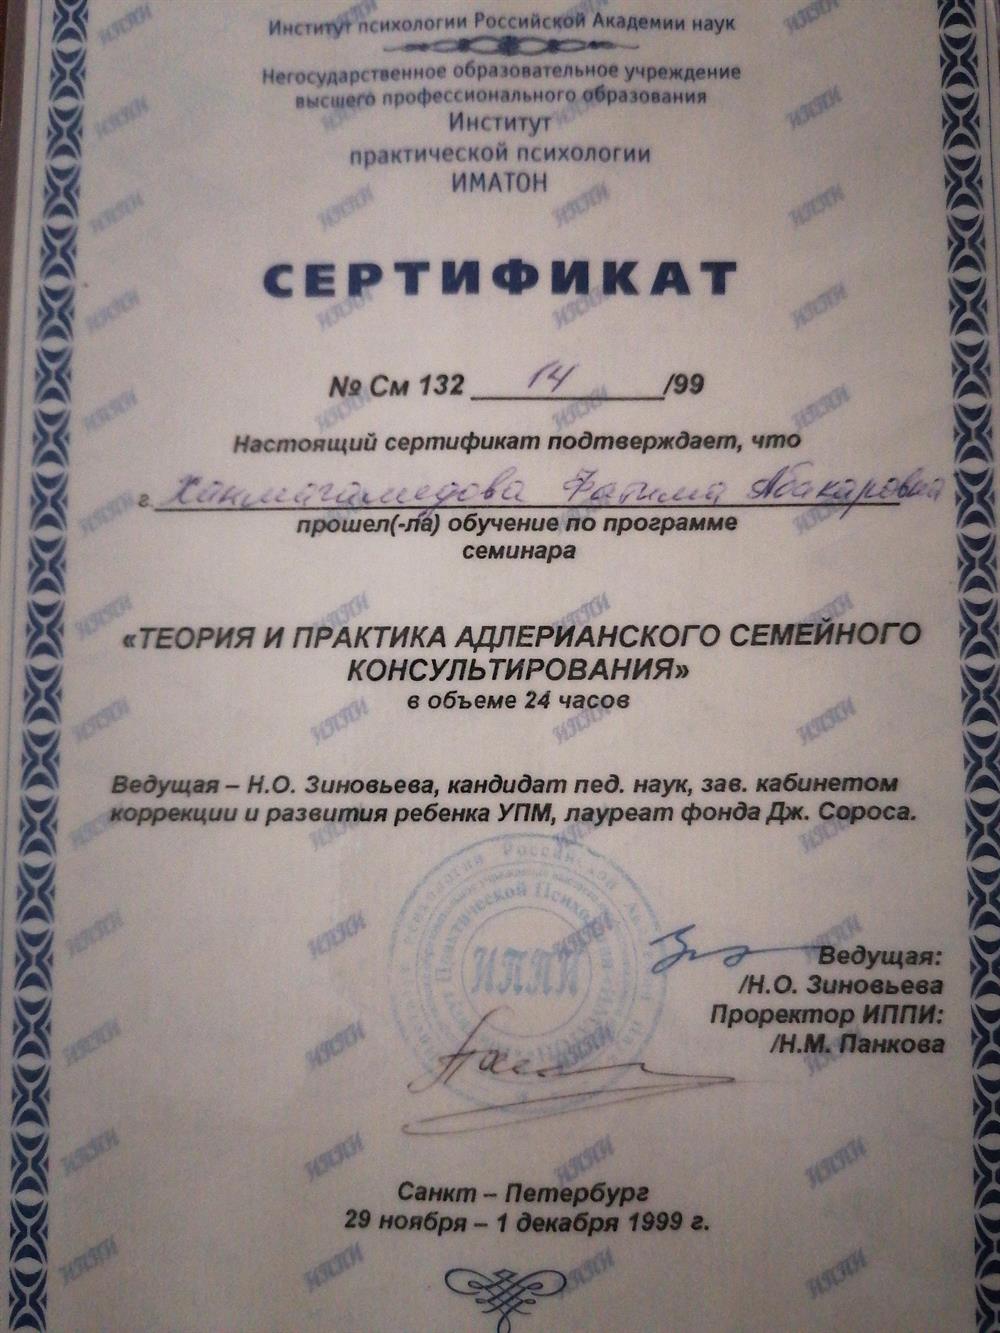 Институт психологии Российской Академии наук
Негосударственное образовательное учреждение
высшего профессионального образования
Институт
практической психологии
ИМАТОН
СЕРТИФИКАТ
№ См 132 14 /99
Настоящий сертификат подтверждает, что
г. Ханмагамедова Фатима Абакаровна
прошел(-ла) обучение по программе
семинара
«ТЕОРИЯ И ПРАКТИКА АДЛЕРИАНСКОГО СЕМЕЙНОГО
КОНСУЛЬТИРОВАНИЯ»
в объеме 24 часов
Ведущая – Н.О. Зиновьева, кандидат пед. наук, зав. кабинетом
коррекции и развития ребенка УПМ, лауреат фонда Дж. Сороса.
ИППИ
Ведущая:
/Н.О. Зиновьева
Проректор ИППИ:
/Н.М. Панкова
Санкт – Петербург
29 ноября – 1 декабря 1999 г.